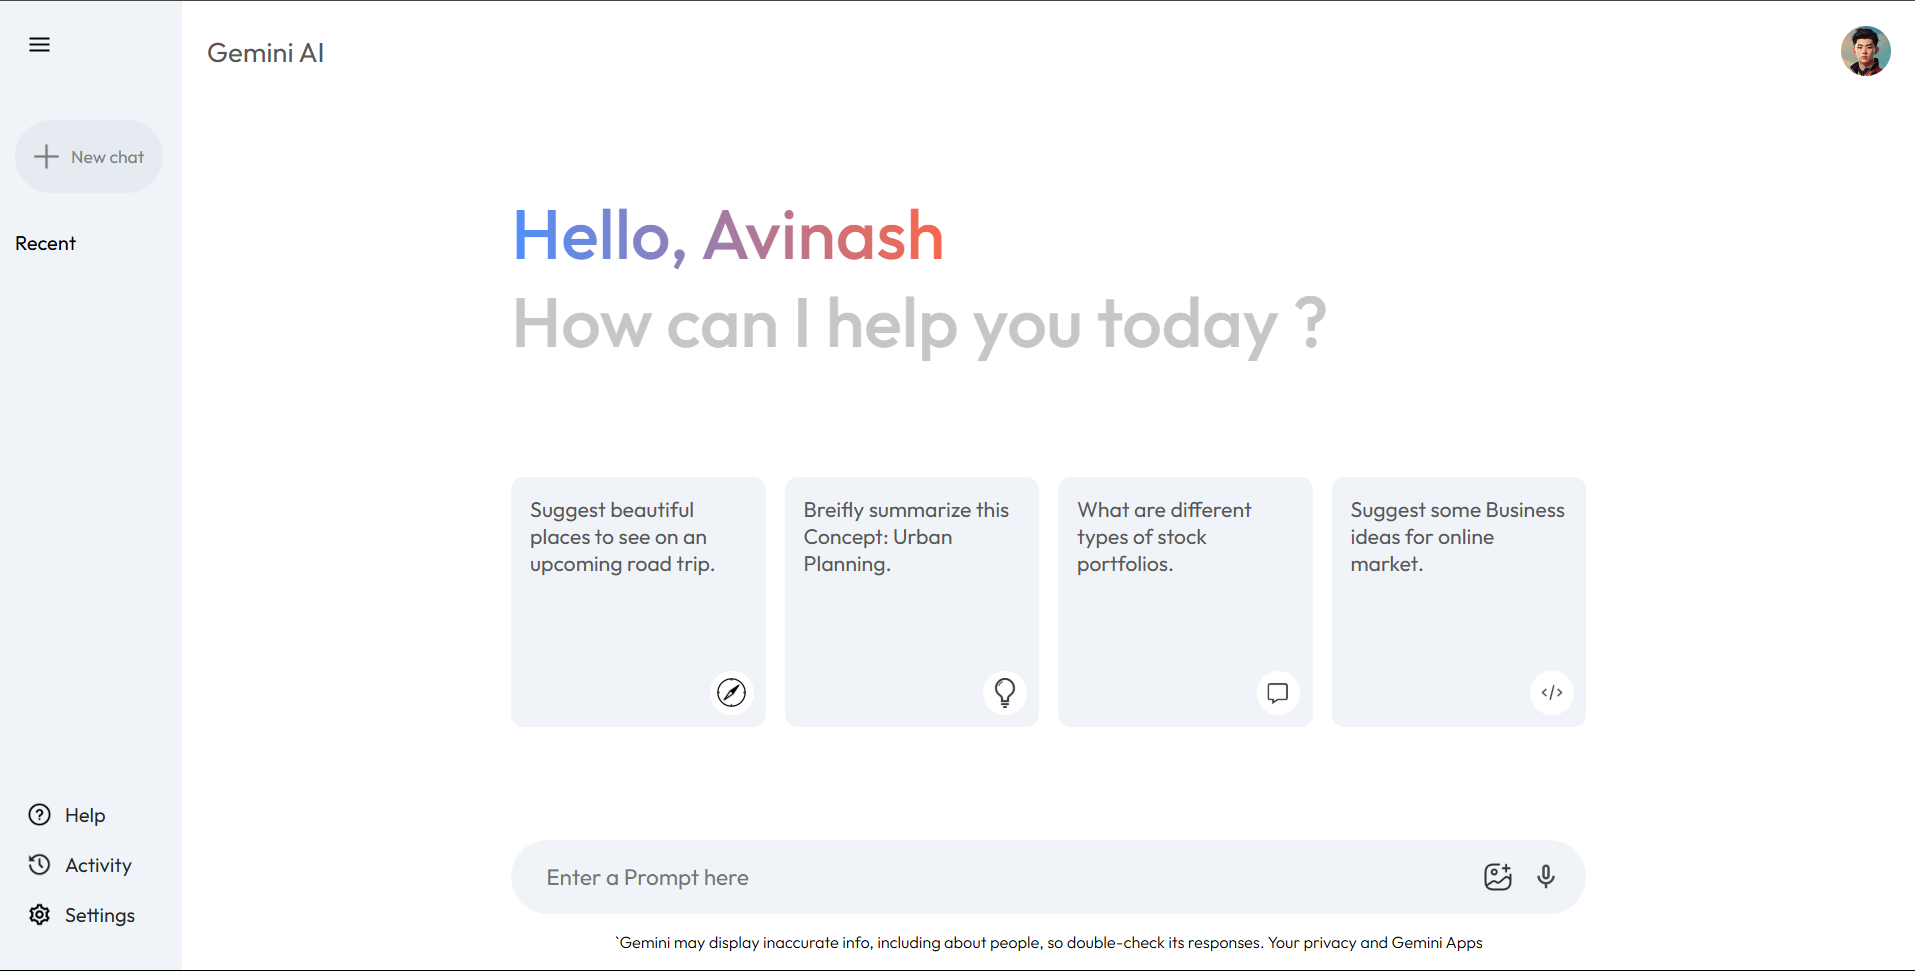 Gemini AI
New chat
Recent
Hello, Avinash
How can I help you today ?
Suggest beautiful
places to see on an
upcoming road trip.
Breifly summarize this
Concept: Urban
Planning.
What are different
types of stock
portfolios.
Suggest some Business
ideas for online
market.
</>
Help
Activity
Settings
Enter a Prompt here
`Gemini may display inaccurate info, including about people, so double-check its responses. Your privacy and Gemini Apps